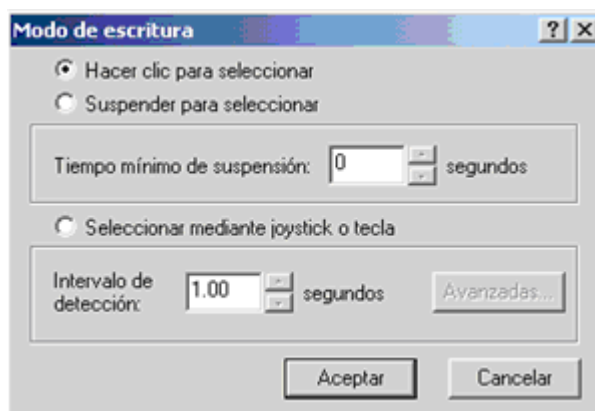 Modo de escritura
Hacer clic para seleccionar
Suspender para seleccionar
Tiempo mínimo de suspensión: 0 segundos
Seleccionar mediante joystick o tecla
Intervalo de
detección: 1.00 segundos Avanzadas...
Aceptar Cancelar